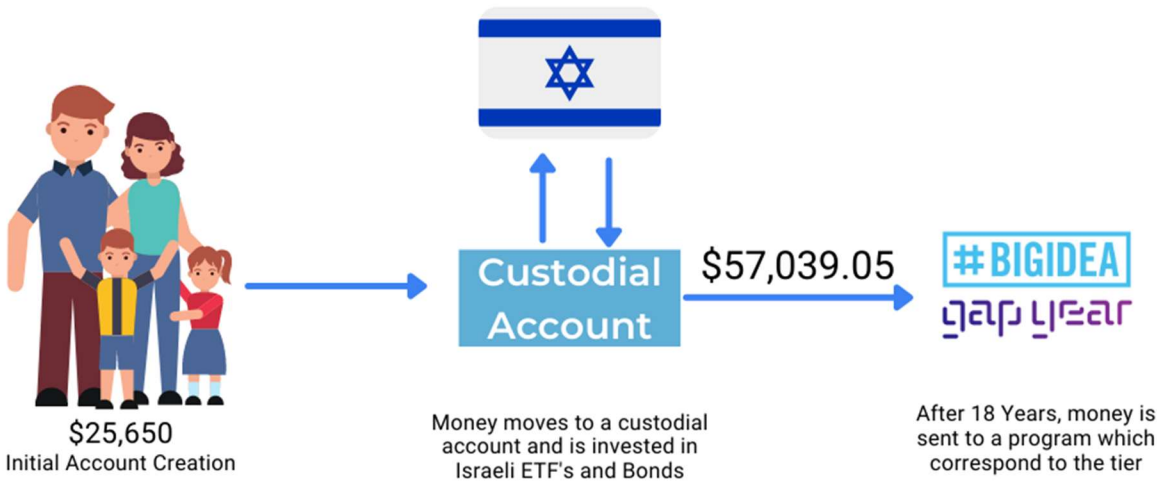 $25,650
Initial Account Creation
Custodial
Account
Money moves to a custodial
account and is invested in
Israeli ETF's and Bonds
$57,039.05
#BIGIDEA
gap year
After 18 Years, money is
sent to a program which
correspond to the tier